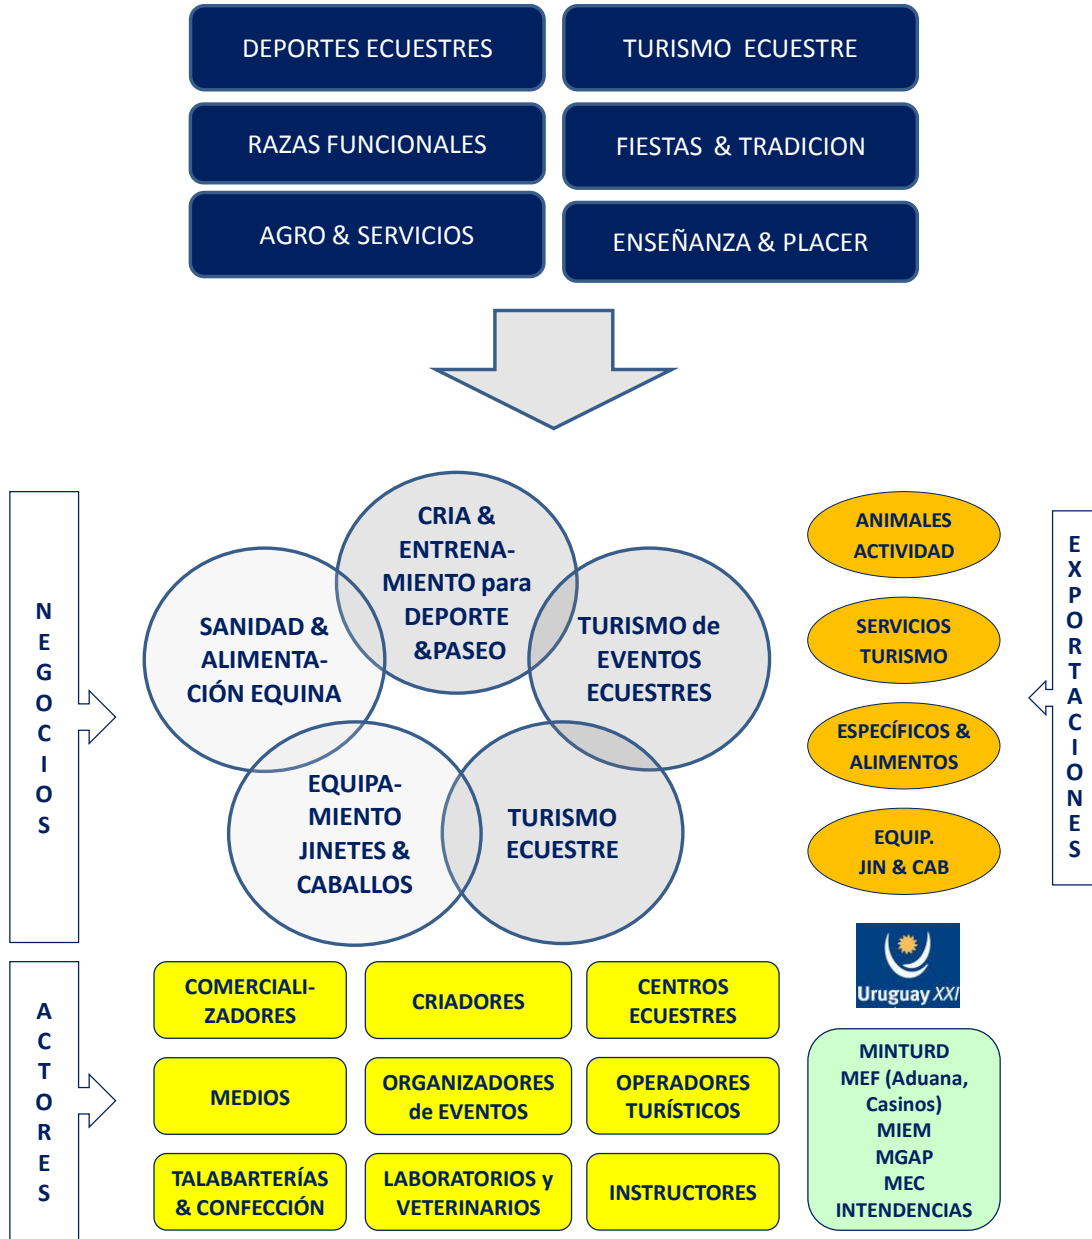 DEPORTES ECUESTRES
TURISMO ECUESTRE
RAZAS FUNCIONALES
FIESTAS & TRADICION
AGRO & SERVICIOS
ENSEÑANZA & PLACER
NEGOCIOS
CRIA &
ENTRENA-
MIENTO para
DEPORTE
&PASEO
SANIDAD &
ALIMENTA-
CIÓN EQUINA
TURISMO de
EVENTOS
ECUESTRES
EQUIPA-
MIENTO
JINETES &
CABALLOS
TURISMO
ECUESTRE
ANIMALES
ACTIVIDAD
SERVICIOS
TURISMO
ESPECÍFICOS &
ALIMENTOS
EQUIP.
JIN & CAB
EXPORTACIONES
Uruguay XXI
ACTORES
COMERCIALI-
ZADORES
CRIADORES
CENTROS
ECUESTRES
MEDIOS
ORGANIZADORES
de EVENTOS
OPERADORES
TURÍSTICOS
TALABARTERÍAS
& CONFECCIÓN
LABORATORIOS y
VETERINARIOS
INSTRUCTORES
MINTURD
MEF (Aduana,
Casinos)
MIEM
MGAP
MEC
INTENDENCIAS